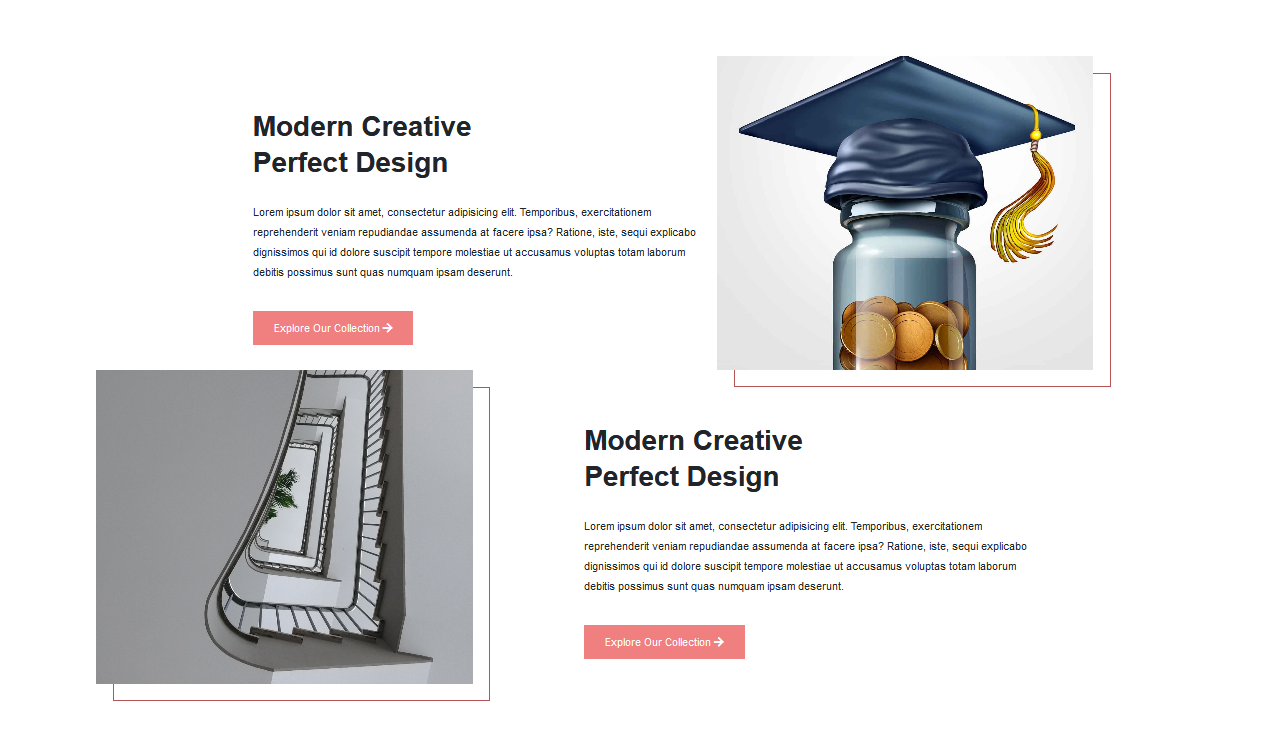 Modern Creative
Perfect Design
Lorem ipsum dolor sit amet, consectetur adipisicing elit. Temporibus, exercitationem
reprehenderit veniam repudiandae assumenda at facere ipsa? Ratione, iste, sequi explicabo
dignissimos qui id dolore suscipit tempore molestiae ut accusamus voluptas totam laborum
debitis possimus sunt quas numquam ipsam deserunt.
Explore Our Collection
Modern Creative
Perfect Design
Lorem ipsum dolor sit amet, consectetur adipisicing elit. Temporibus, exercitationem
reprehenderit veniam repudiandae assumenda at facere ipsa? Ratione, iste, sequi explicabo
dignissimos qui id dolore suscipit tempore molestiae ut accusamus voluptas totam laborum
debitis possimus sunt quas numquam ipsam deserunt.
Explore Our Collection